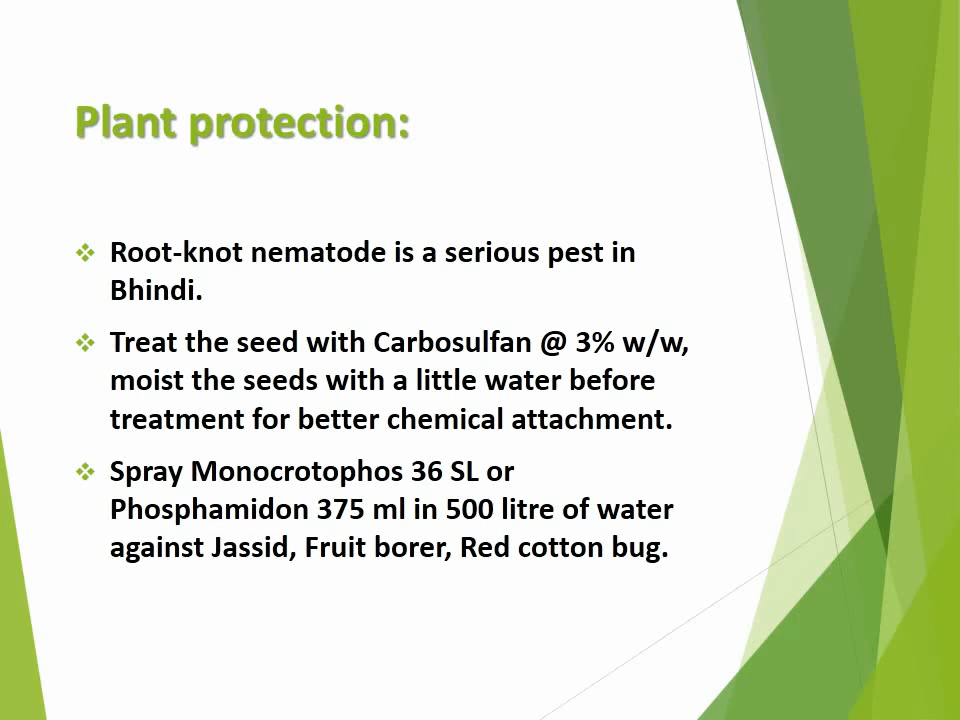 Plant protection:
Root-knot nematode is a serious pest in
Bhindi.
Treat the seed with Carbosulfan @ 3% w/w,
moist the seeds with a little water before
treatment for better chemical attachment.
Spray Monocrotophos 36 SL or
Phosphamidon 375 ml in 500 litre of water
against Jassid, Fruit borer, Red cotton bug.